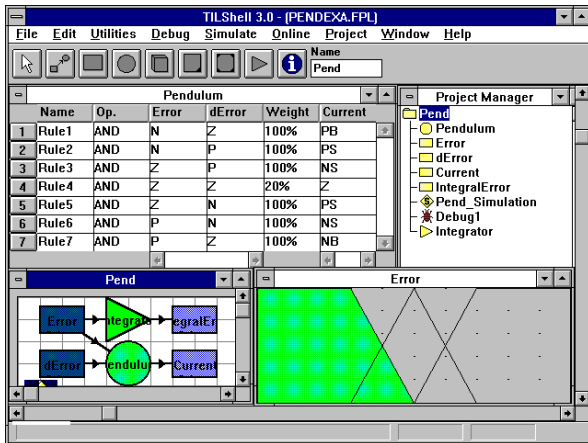 TILShell 3.0 - (PENDEXA.FPL)
File Edit Utilities Debug Simulate Online Project Window Help
Name
Pend
Pendulum
Name Op. Error dError Weight Current
1 Rule1 AND N Z 100% PB
2 Rule2 AND N P 100% PS
3 Rule3 AND Z P 100% NS
4 Rule4 AND Z Z 20% Z
5 Rule5 AND Z N 100% PS
6 Rule6 AND P N 100% NS
7 Rule7 AND P Z 100% NB
Project Manager
Pend
Pendulum
Error
dError
Current
IntegralError
Pend_Simulation
Debug1
Integrator
Pend
Error ntegrat egralEr
dError endulu Current
Error